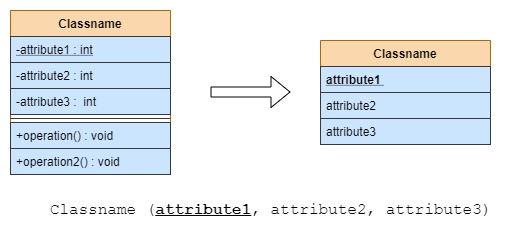 Classname
-attribute1 : int
-attribute2 : int
-attribute3 :  int
+operation() : void
+operation2() : void
Classname
attribute1
attribute2
attribute3
Classname (attribute1, attribute2, attribute3)